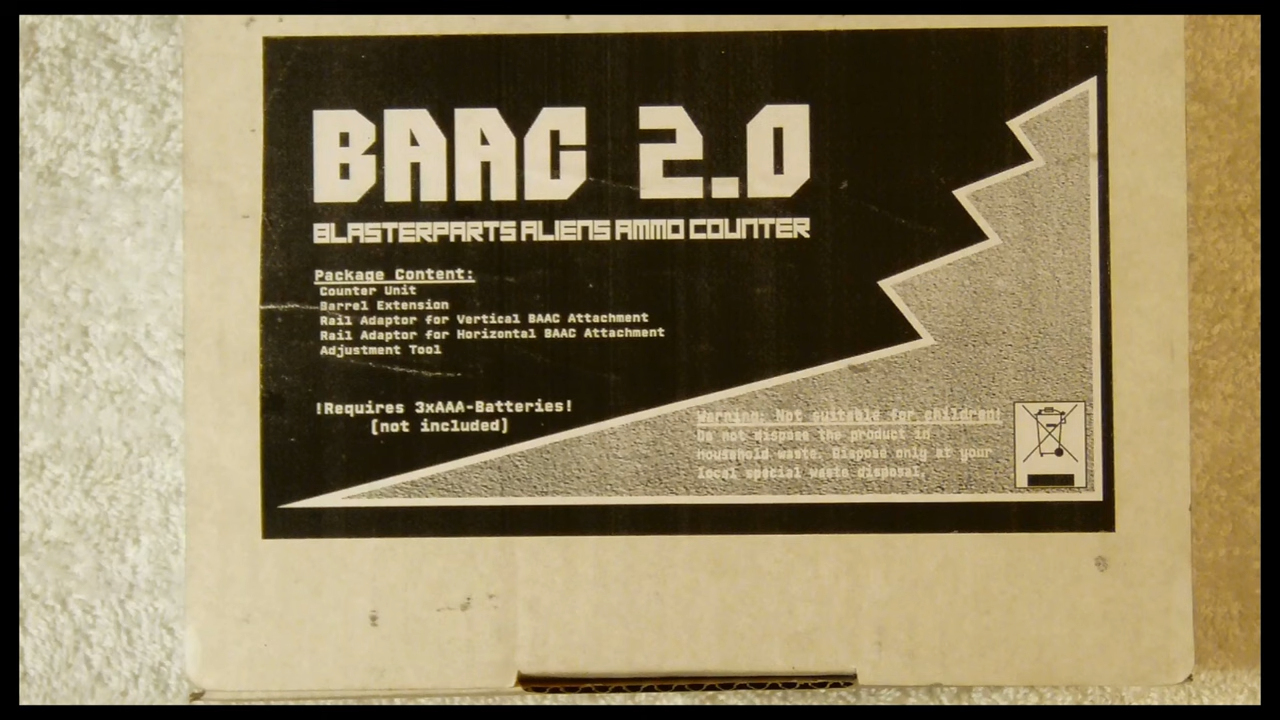 BAAC 2.0
BLASTERPARTS ALIENS AMMO COUNTER
Package Content:
Counter Unit
Barrel Extension
Rail Adaptor for Vertical BAAC Attachment
Rail Adaptor for Horizontal BAAC Attachment
Adjustment Tool
!Requires 3xAAA-Batteries!
[not included]
Warning: Not suitable for children!
Do not dispose the product in
household waste. Dispose only at your
local special waste disposal.